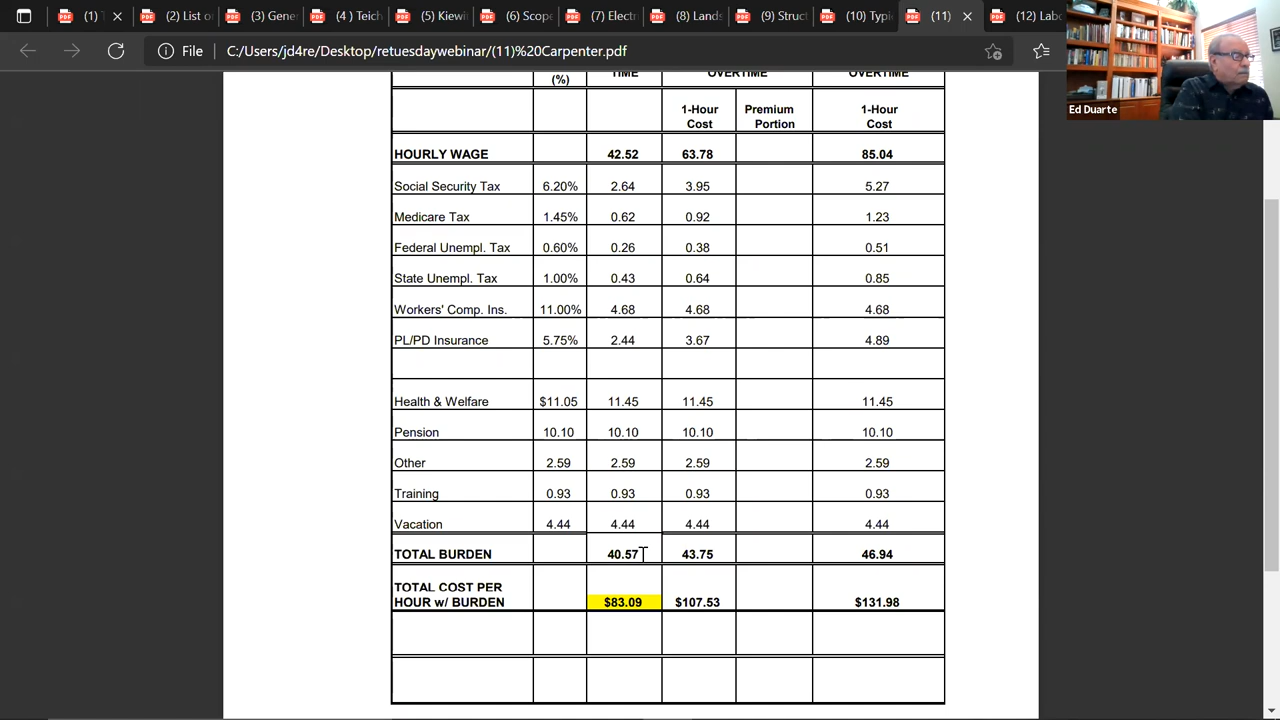 (1) T
(2) List o
(3) Gene
(4 ) Teich
(5) Kiewi
(6) Scope
(7) Electr
(8) Lands
(9) Struct
(10) Typic
(11)
(12) Labo
File C:/Users/jd4re/Desktop/retuesdaywebinar/(11)%20Carpenter.pdf
Ed Duarte
(%) TIME OVERTIME OVERTIME
1-Hour Cost Premium Portion 1-Hour Cost
HOURLY WAGE 42.52 63.78 85.04
Social Security Tax 6.20% 2.64 3.95 5.27
Medicare Tax 1.45% 0.62 0.92 1.23
Federal Unempl. Tax 0.60% 0.26 0.38 0.51
State Unempl. Tax 1.00% 0.43 0.64 0.85
Workers' Comp. Ins. 11.00% 4.68 4.68 4.68
PL/PD Insurance 5.75% 2.44 3.67 4.89
Health & Welfare $11.05 11.45 11.45 11.45
Pension 10.10 10.10 10.10 10.10
Other 2.59 2.59 2.59 2.59
Training 0.93 0.93 0.93 0.93
Vacation 4.44 4.44 4.44 4.44
TOTAL BURDEN 40.57 43.75 46.94
TOTAL COST PER
HOUR w/ BURDEN $83.09 $107.53 $131.98